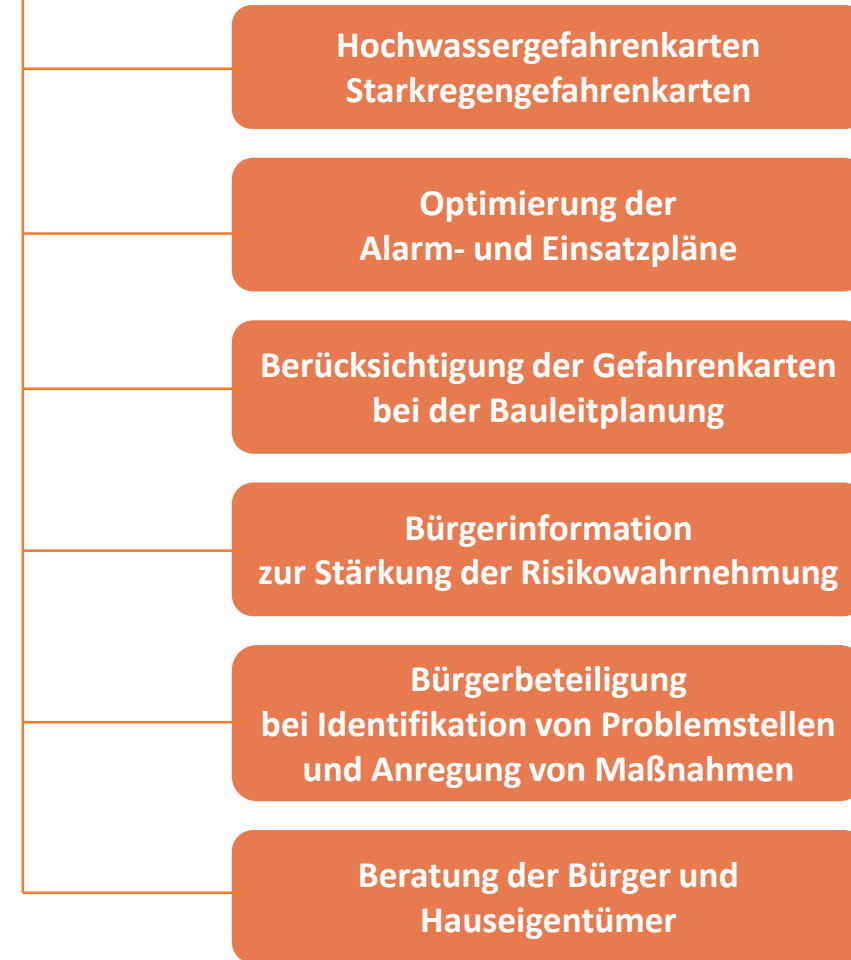 Hochwassergefahrenkarten
Starkregengefahrenkarten
Optimierung der
Alarm- und Einsatzpläne
Berücksichtigung der Gefahrenkarten
bei der Bauleitplanung
Bürgerinformation
zur Stärkung der Risikowahrnehmung
Bürgerbeteiligung
bei Identifikation von Problemstellen
und Anregung von Maßnahmen
Beratung der Bürger und
Hauseigentümer